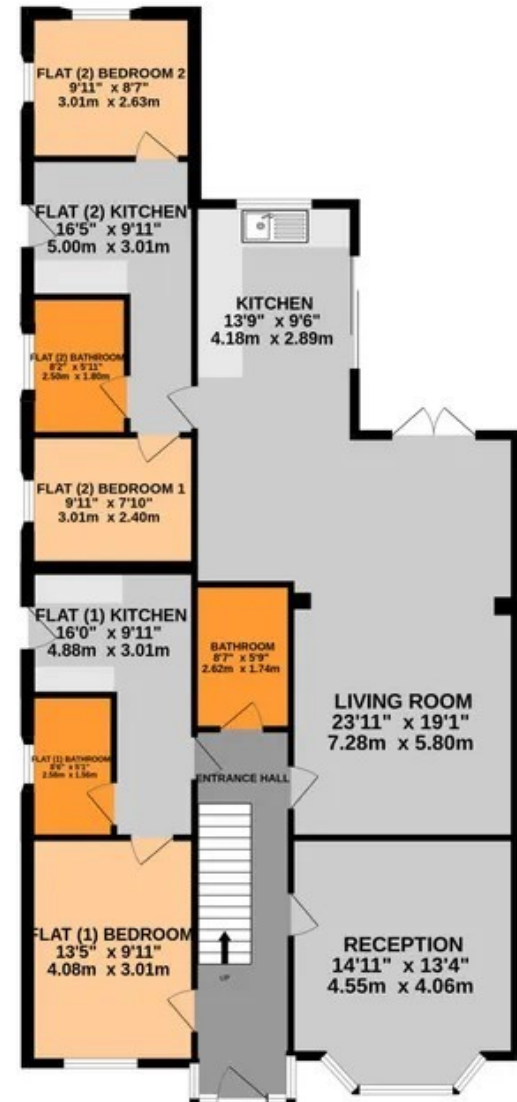 FLAT (2) BEDROOM 2
9'11" x 8'7"
3.01m x 2.63m
FLAT (2) KITCHEN
16'5" x 9'11"
5.00m x 3.01m
KITCHEN
13'9" x 9'6"
4.18m x 2.89m
FLAT (2) BATHROOM
8'2" x 5'11"
2.50m x 1.80m
FLAT (2) BEDROOM 1
9'11" x 7'10"
3.01m x 2.40m
FLAT (1) KITCHEN
16'0" x 9'11"
4.88m x 3.01m
BATHROOM
8'7" x 5'9"
2.62m x 1.74m
LIVING ROOM
23'11" x 19'1"
7.28m x 5.80m
FLAT (1) BATHROOM
x 5'1"
ENTRANCE HALL
FLAT (1) BEDROOM
13'5" x 9'11"
4.08m x 3.01m
RECEPTION
14'11" x 13'4"
4.55m x 4.06m
UP